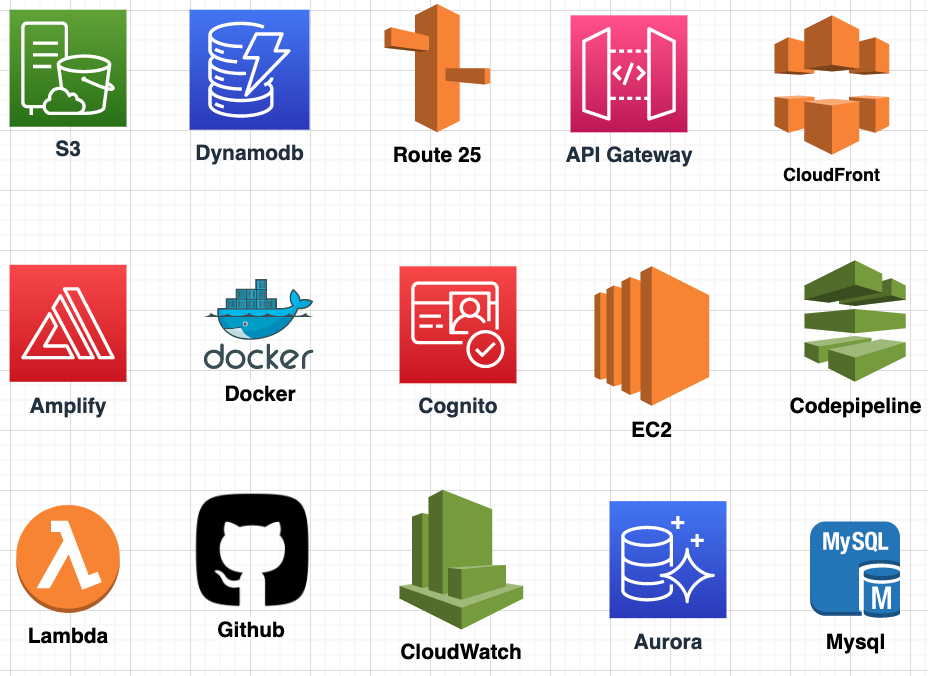 </>
S3
Dynamodb
Route 25
API Gateway
CloudFront
docker
Amplify
Docker
Cognito
EC2
Codepipeline
MySQL
M
Lambda
Github
CloudWatch
Aurora
Mysql